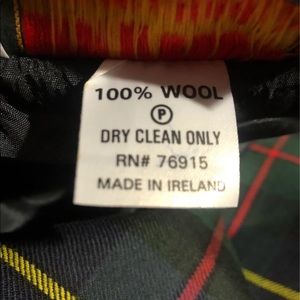 100% WOOL
P
DRY CLEAN ONLY
RN# 76915
MADE IN IRELAND